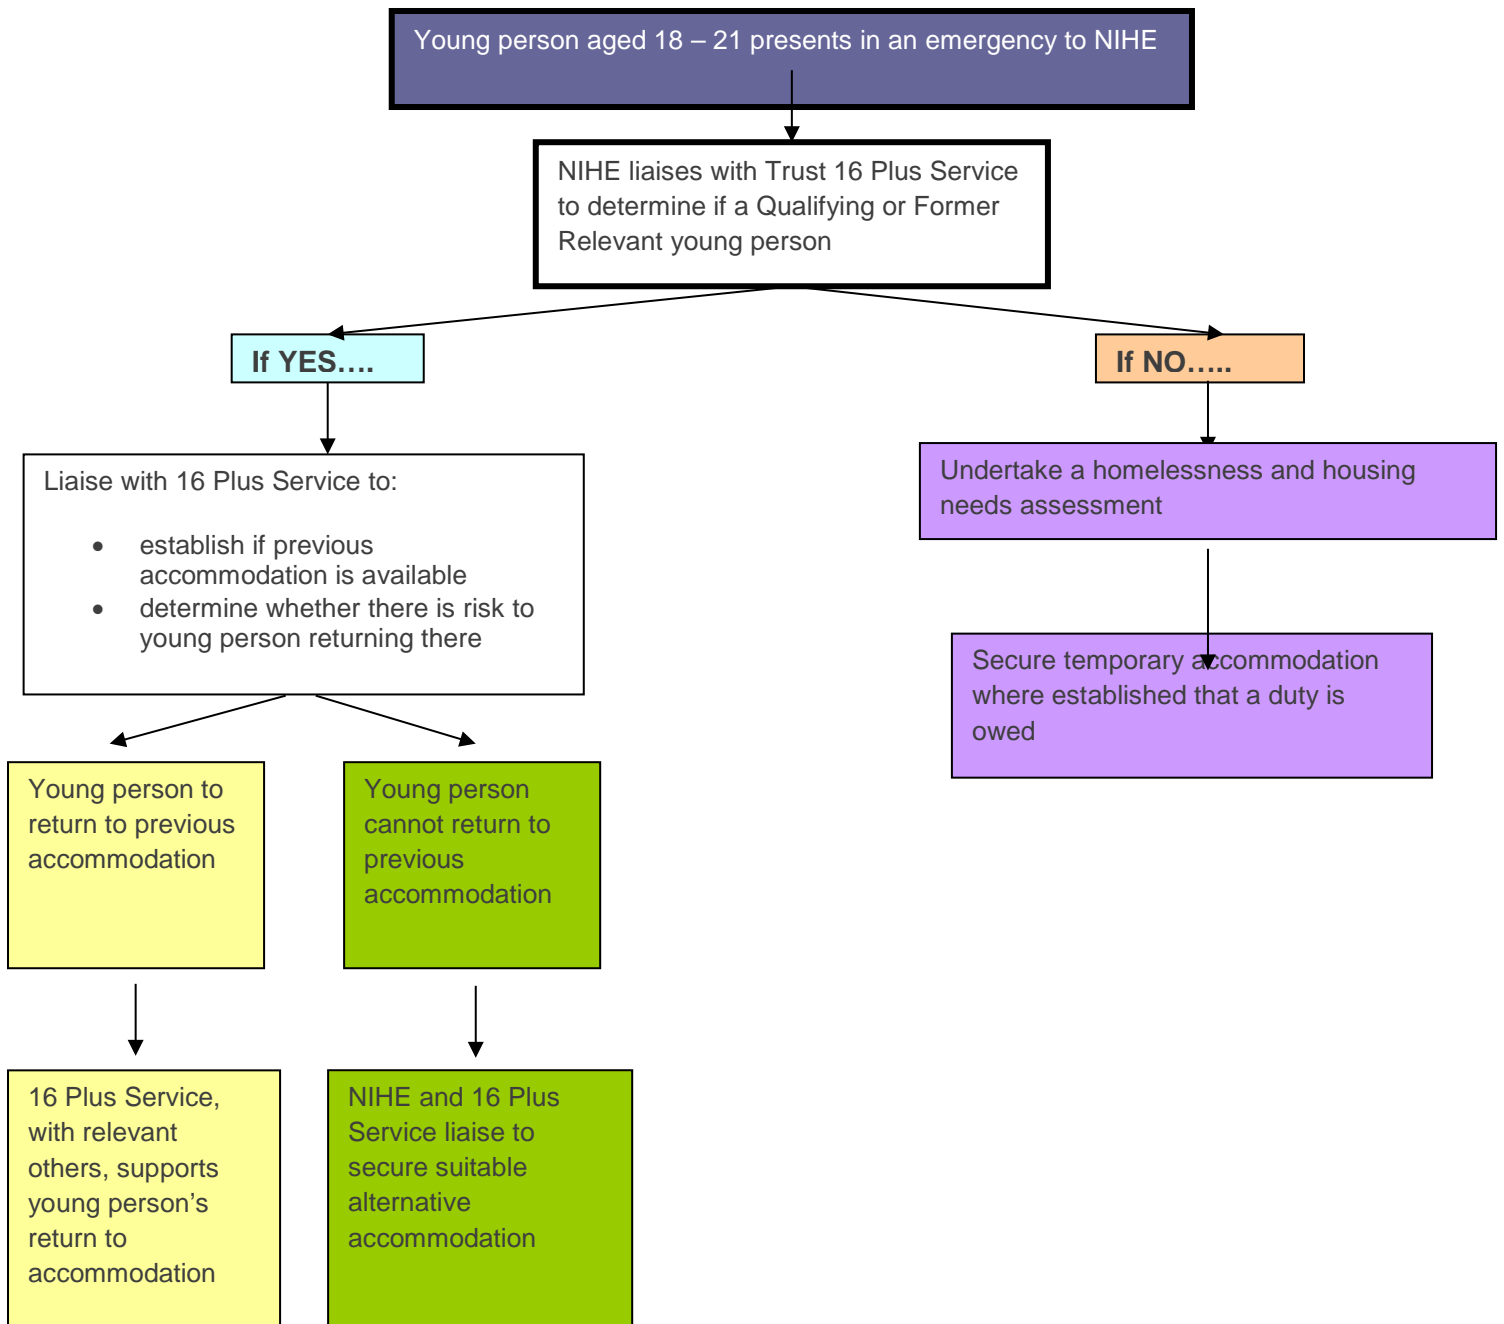 Young person aged 18 – 21 presents in an emergency to NIHE
NIHE liaises with Trust 16 Plus Service
to determine if a Qualifying or Former
Relevant young person
If YES….
If NO…..
Liaise with 16 Plus Service to:
• establish if previous
accommodation is available
• determine whether there is risk to
young person returning there
Undertake a homelessness and housing
needs assessment
Secure temporary accommodation
where established that a duty is
owed
Young person to
return to previous
accommodation
Young person
cannot return to
previous
accommodation
16 Plus Service,
with relevant
others, supports
young person’s
return to
accommodation
NIHE and 16 Plus
Service liaise to
secure suitable
alternative
accommodation